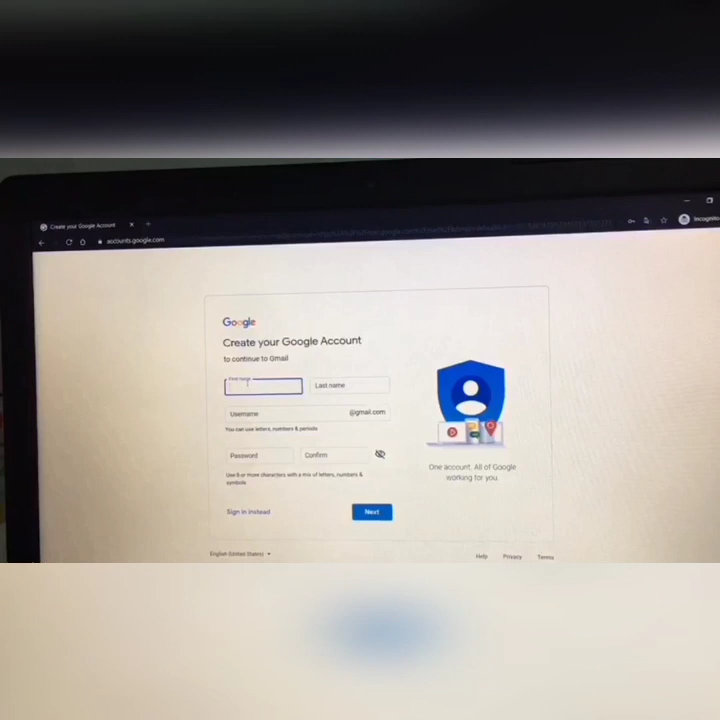 Create your Google Account
Incognito
accounts.google.com
Google
Create your Google Account
to continue to Gmail
First name
Last name
Username
@gmail.com
You can use letters, numbers & periods
Password
Confirm
Use 8 or more characters with a mix of letters, numbers &
symbols
One account. All of Google
working for you.
Sign in instead
Next
English (United States)
Help
Privacy
Terms